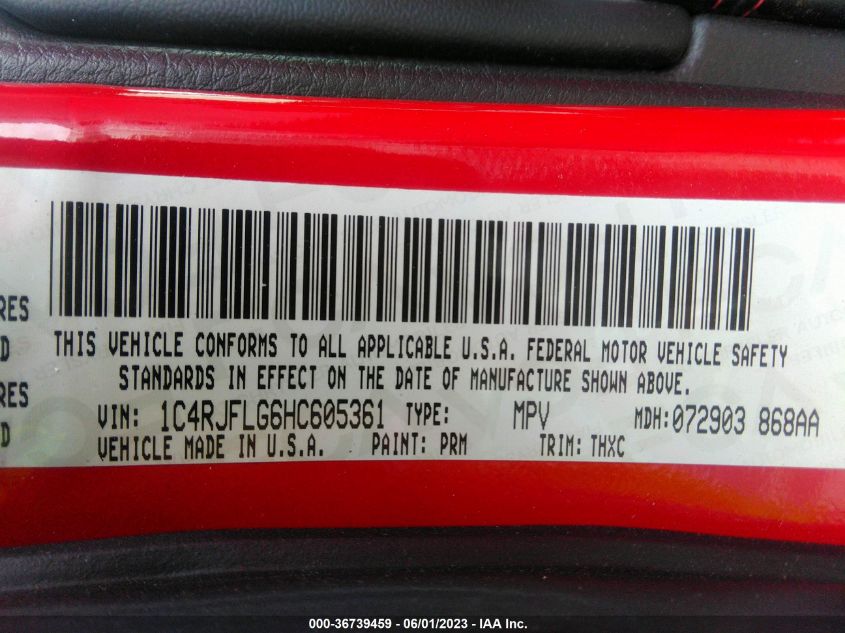 RES
D
RES
D
THIS VEHICLE CONFORMS TO ALL APPLICABLE U.S.A. FEDERAL MOTOR VEHICLE SAFETY
STANDARDS IN EFFECT ON THE DATE OF MANUFACTURE SHOWN ABOVE.
VIN: 1C4RJFLG6HC605361 TYPE: MPV MDH:072903 868AA
VEHICLE MADE IN U.S.A. PAINT: PRM TRIM: THXC
000-36739459 - 06/01/2023 - IAA Inc.